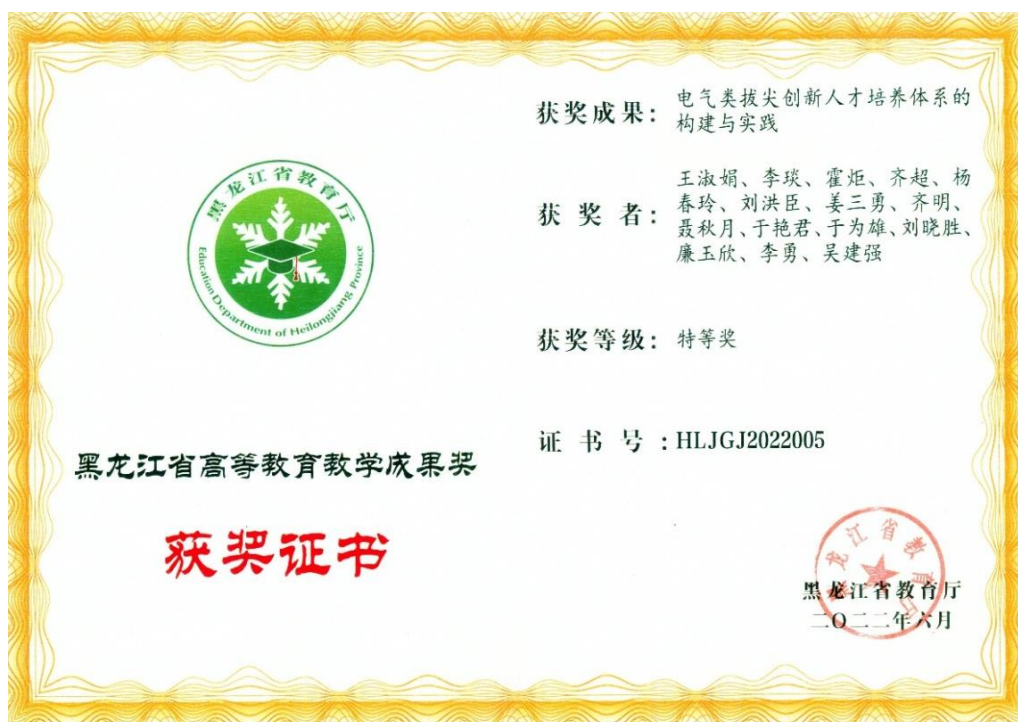 黑龙江省教育厅
Education Department of Heilongjiang Province
黑龙江省高等教育教学成果奖
获奖证书
获奖成果： 电气类拔尖创新人才培养体系的
构建与实践
获 奖 者： 王淑娟、李琰、霍炬、齐超、杨
春玲、刘洪臣、姜三勇、齐明、
聂秋月、于艳君、于为雄、刘晓胜、
廉玉欣、李勇、吴建强
获奖等级： 特等奖
证 书 号 ：HLJGJ2022005
黑龙江省教育厅
黑龙江省教育厅
二〇二二年六月